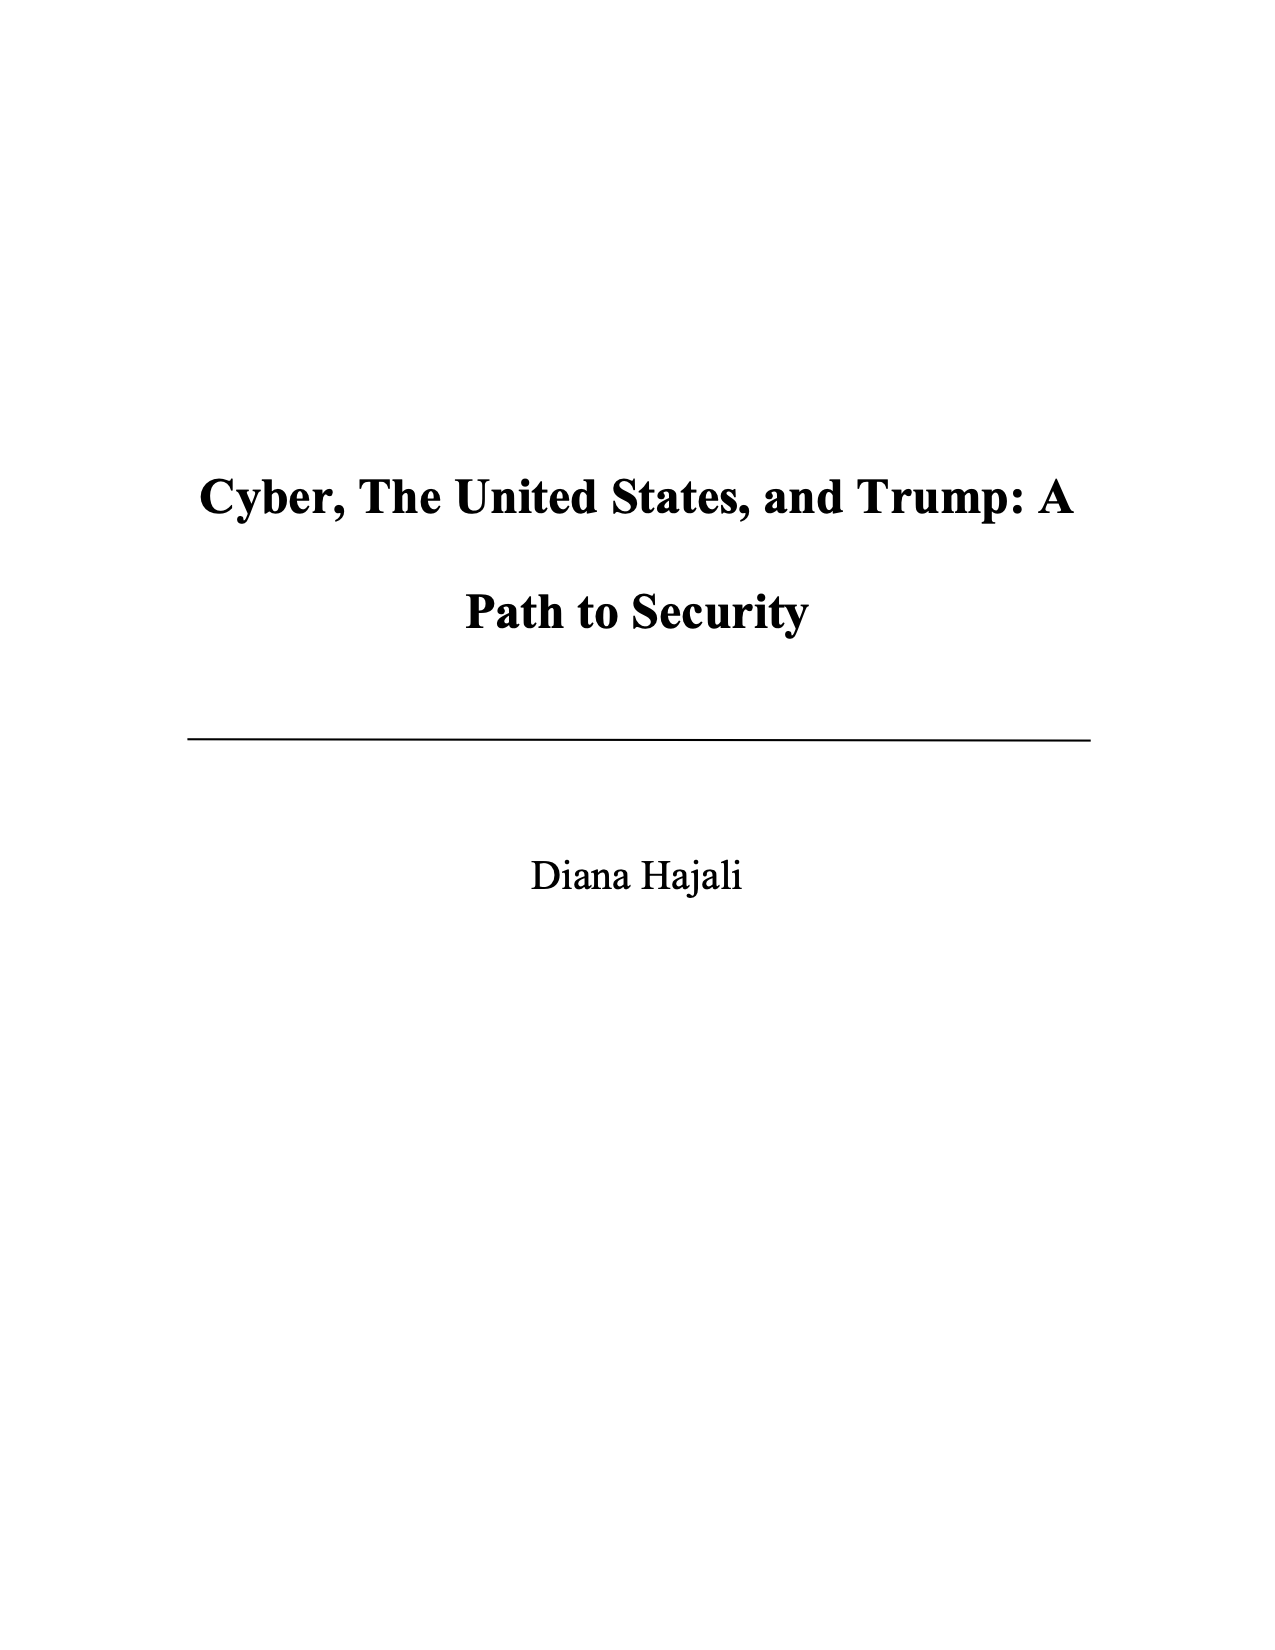 Cyber, The United States, and Trump: A
Path to Security
Diana Hajali